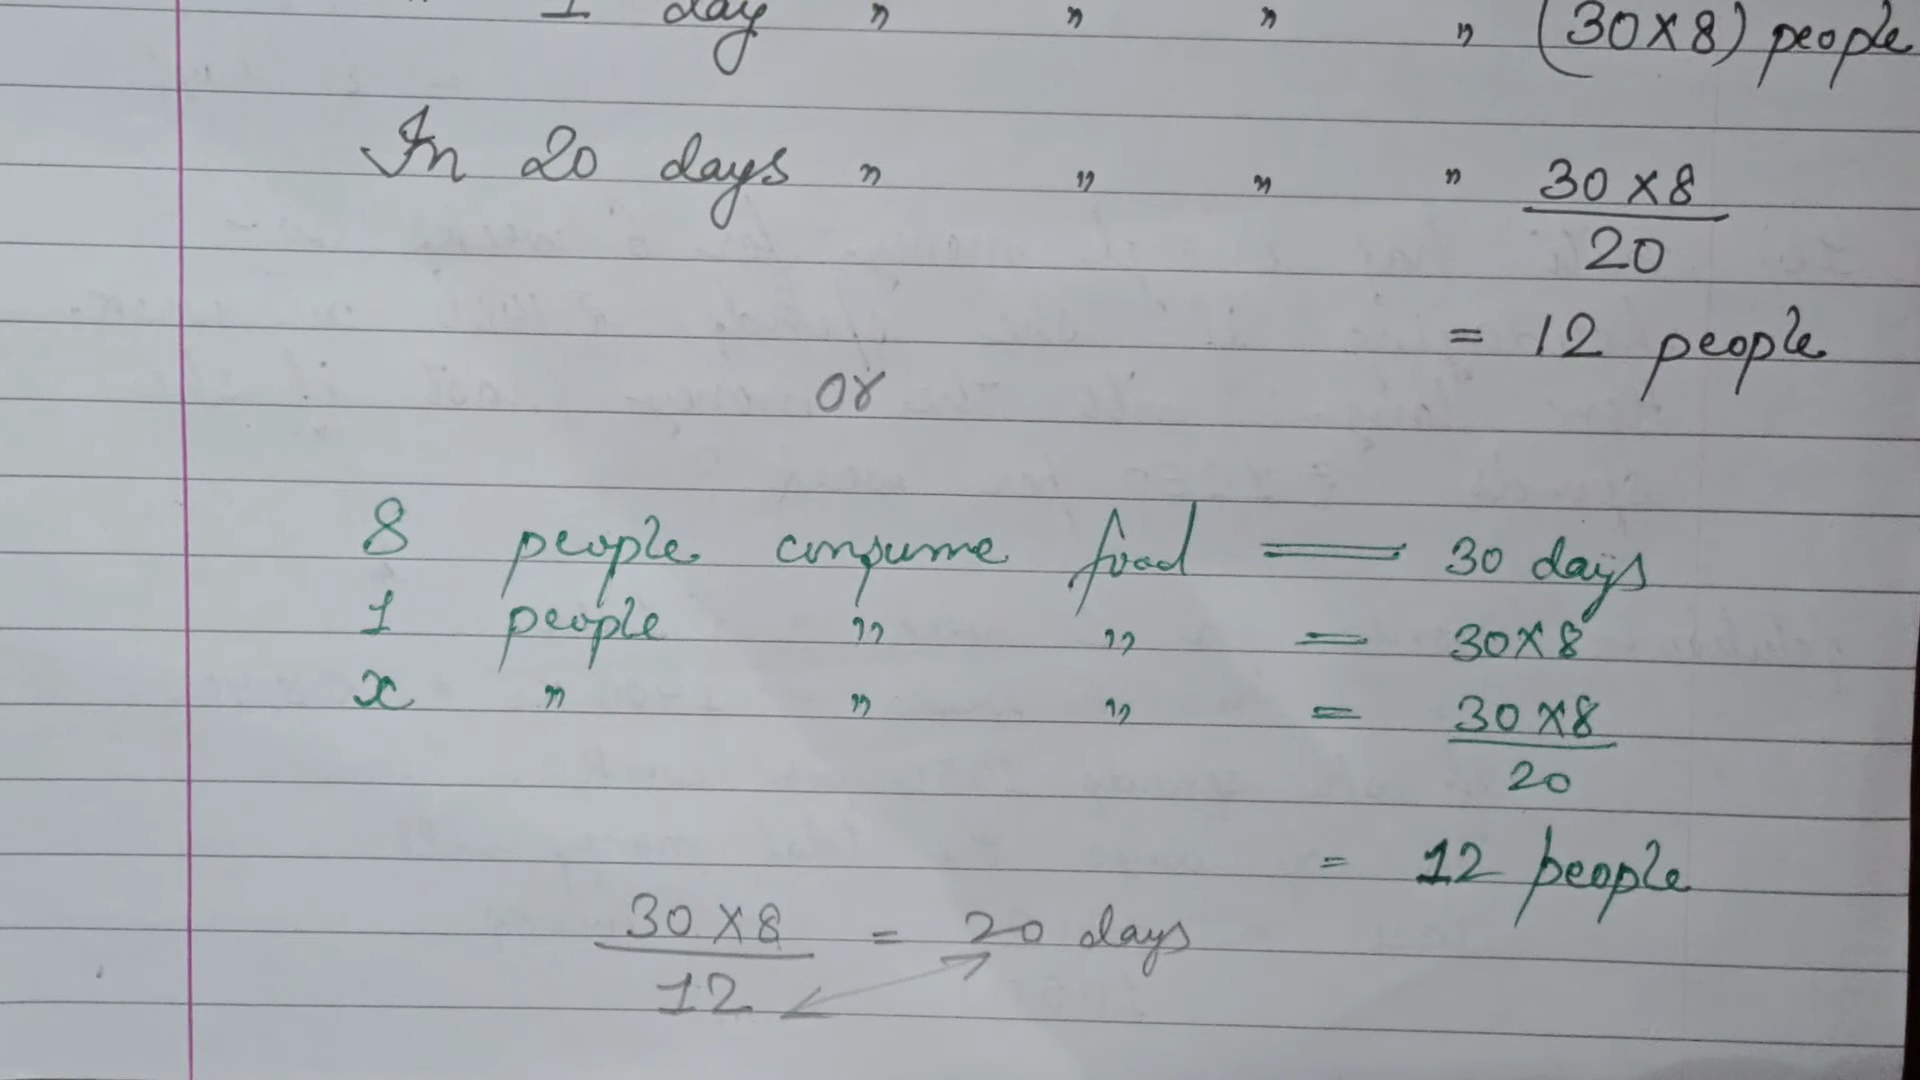 1 day " " " " (30×8) people
In 20 days " " " " 30×8
20
= 12 people
or
8 people consume food = 30 days
1 people " " = 30×8
x " " " = 30×8
20
= 12 people
30×8 = 20 days
12